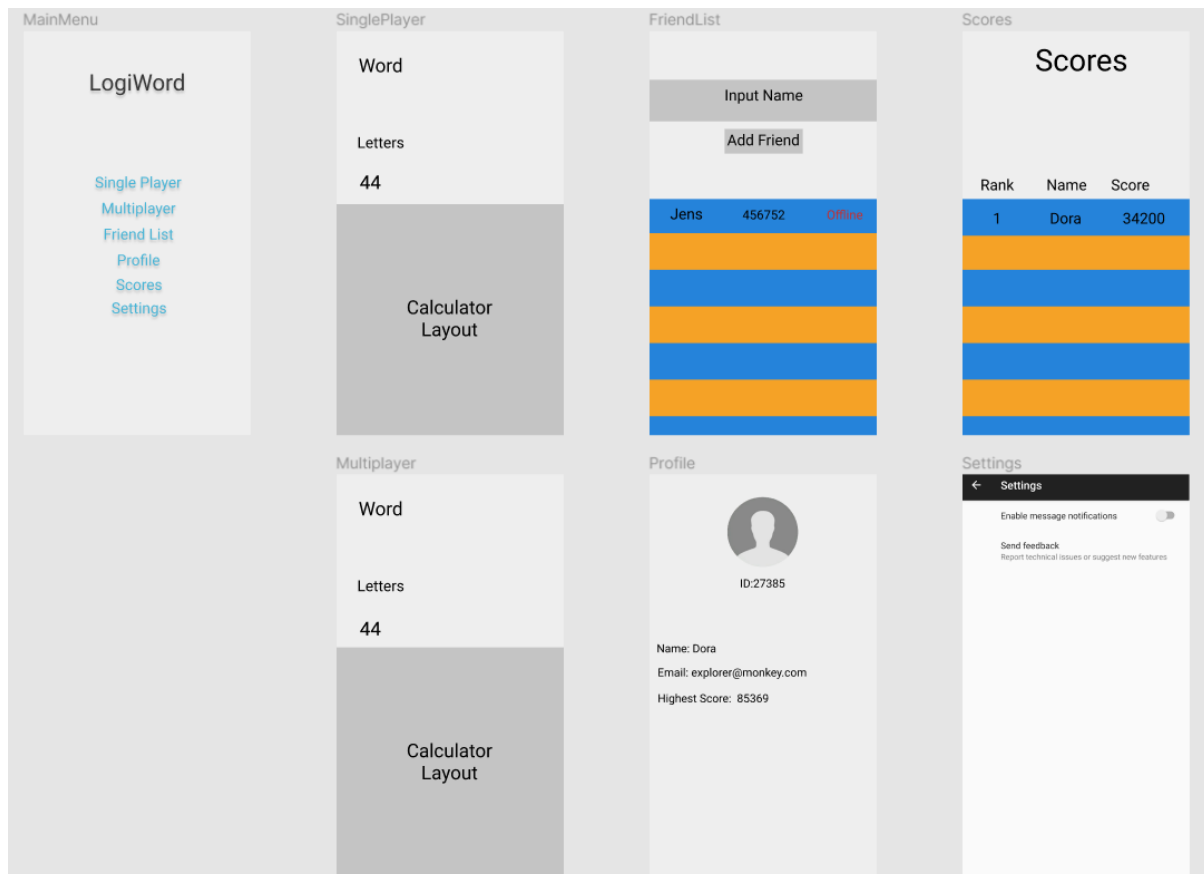 MainMenu
LogiWord
Single Player
Multiplayer
Friend List
Profile
Scores
Settings
SinglePlayer
Word
Letters
44
Calculator
Layout
FriendList
Input Name
Add Friend
Jens 456752 Offline
Scores
Scores
Rank Name Score
1 Dora 34200
Multiplayer
Word
Letters
44
Calculator
Layout
Profile
ID:27385
Name: Dora
Email: explorer@monkey.com
Highest Score: 85369
Settings
Settings
Enable message notifications
Send feedback
Report technical issues or suggest new features